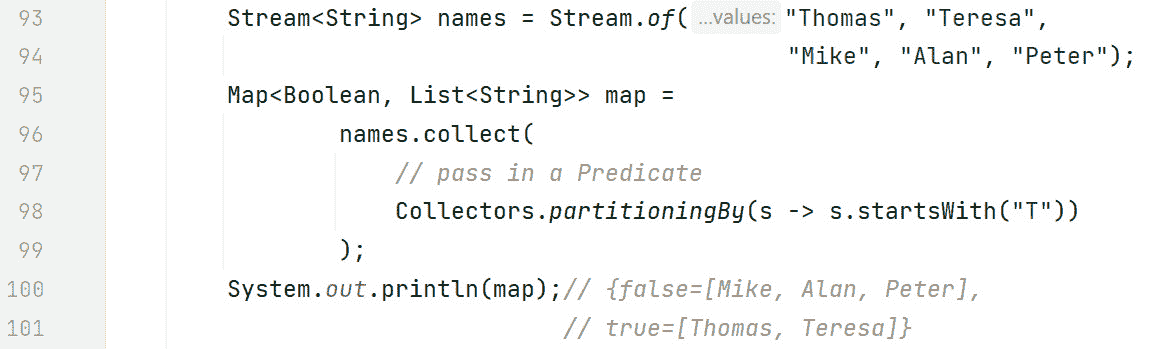 93 Stream<String> names = Stream.of( ...values: "Thomas", "Teresa",
94 "Mike", "Alan", "Peter");
95 Map<Boolean, List<String>> map =
96 names.collect(
97 // pass in a Predicate
98 Collectors.partitioningBy(s -> s.startsWith("T"))
99 );
100 System.out.println(map);// {false=[Mike, Alan, Peter],
101 // true=[Thomas, Teresa]}